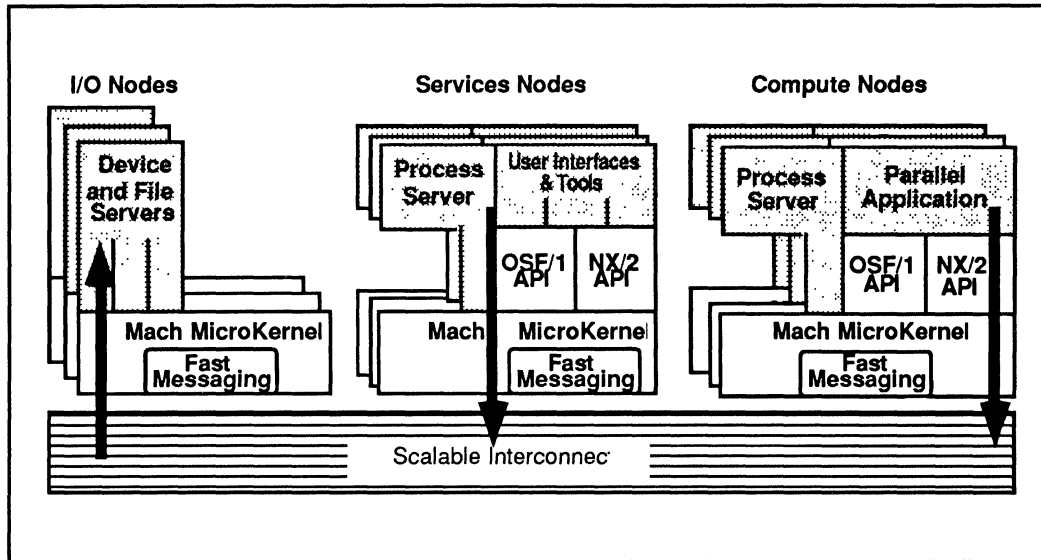 I/O Nodes
Services Nodes
Compute Nodes
Device
and File
Servers
Mach MicroKernel
Fast
Messaging
Process
Server
User Interfaces
& Tools
OSF/1
API
NX/2
API
Mach MicroKernel
Fast
Messaging
Process
Server
Parallel
Application
OSF/1
API
NX/2
API
Mach MicroKernel
Fast
Messaging
Scalable Interconnec